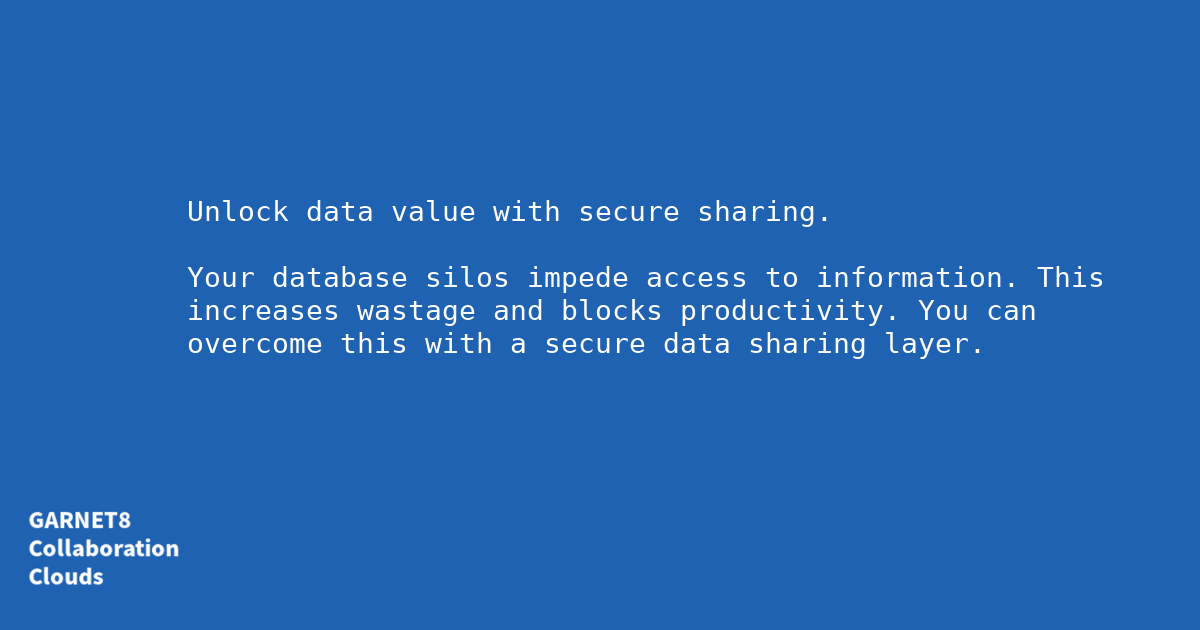 Unlock data value with secure sharing.
Your database silos impede access to information. This
increases wastage and blocks productivity. You can
overcome this with a secure data sharing layer.
GARNET8
Collaboration
Clouds